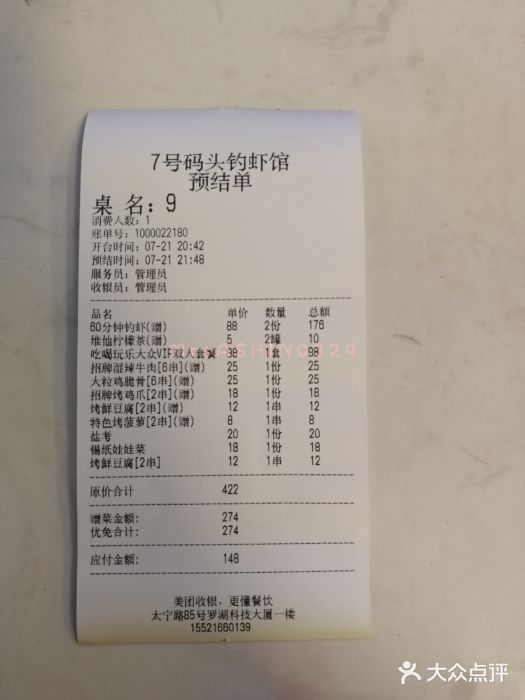 7号码头钓虾馆
预结单
桌 名: 9
消费人数: 1
账单号: 1000022180
开台时间: 07-21 20:42
预结时间: 07-21 21:48
服务员: 管理员
收银员: 管理员
品名 单价 数量 总额
60分钟钓虾(赠) 88 2份 176
维他柠檬茶(赠) 5 2罐 10
吃喝玩乐大众VIP双人套餐 98 1套 98
招牌湿辣牛肉[6串](赠) 25 1份 25
大粒鸡脆骨[6串](赠) 25 1份 25
招牌烤鸡爪[2串](赠) 18 1份 18
烤鲜豆腐[2串](赠) 12 1串 12
特色烤菠萝[2串](赠) 8 1串 8
盐考 20 1份 20
锡纸娃娃菜 18 1份 18
烤鲜豆腐[2串] 12 1串 12
原价合计 422
赠菜金额: 274
优免合计: 274
应付金额: 148
美团收银，更懂餐饮
太宁路85号罗湖科技大厦一楼
15521660139
大众点评